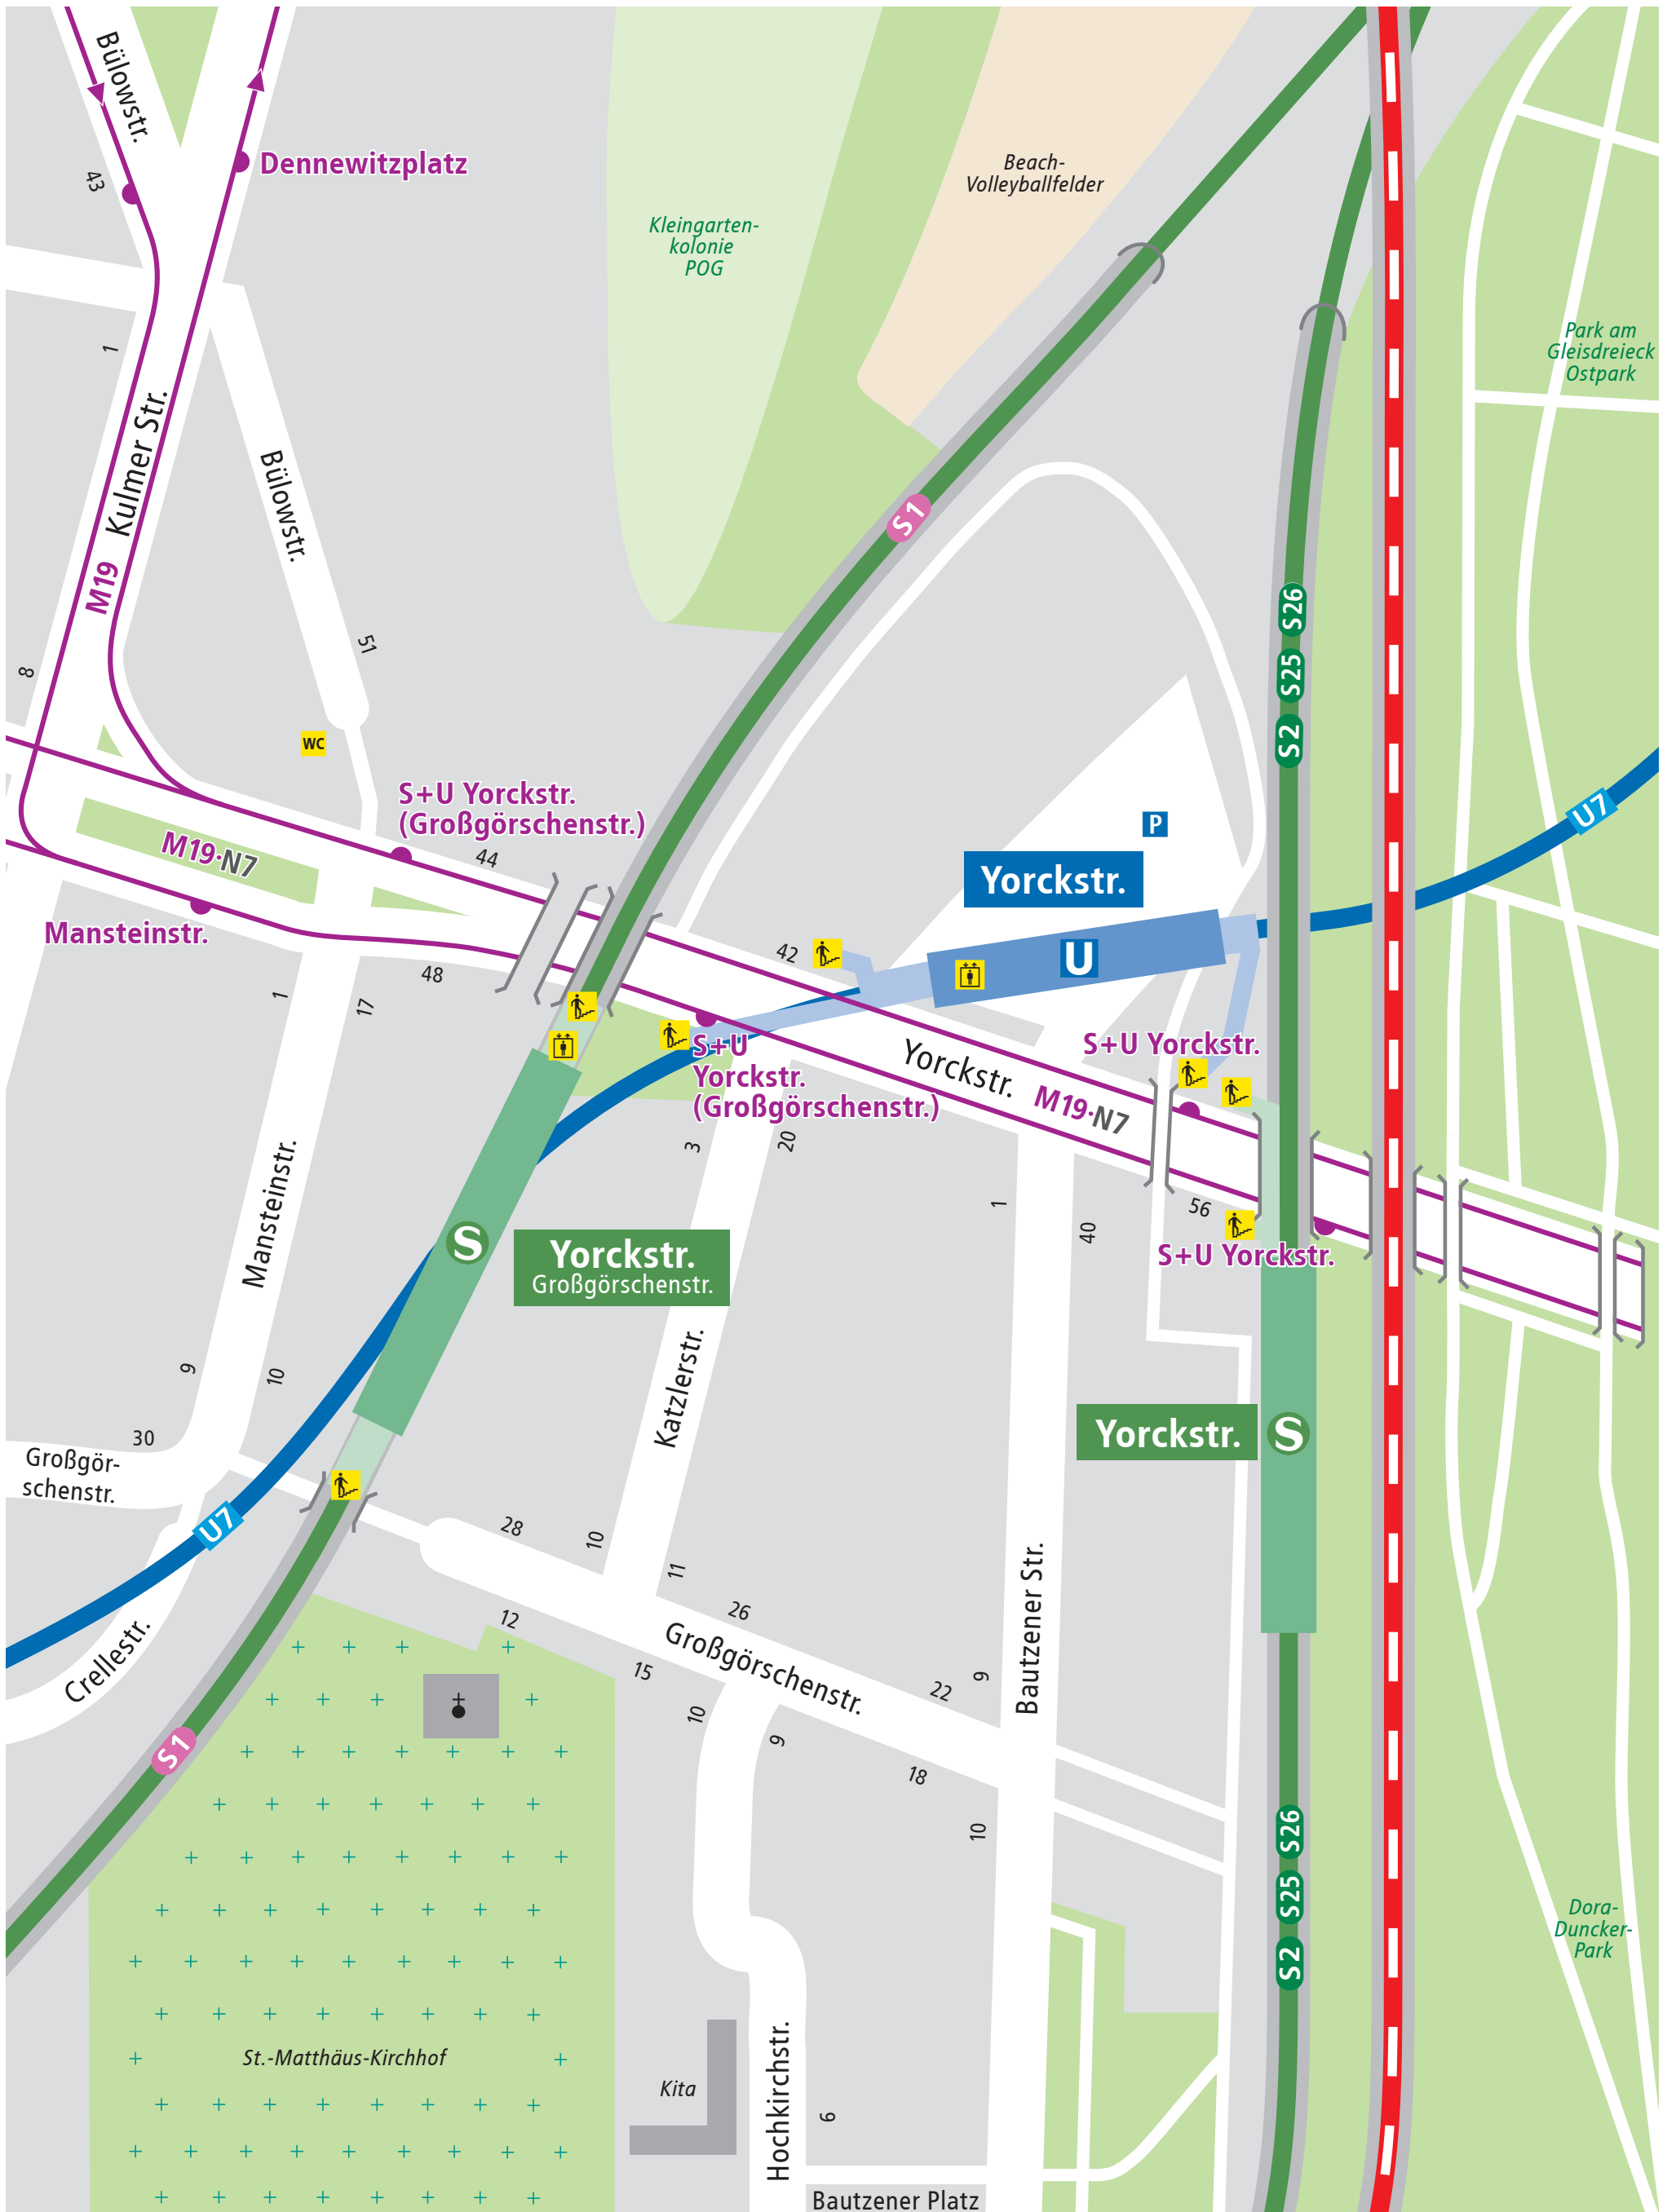 Bülowstr.
43
Dennewitzplatz
Beach-
Volleyballfelder
Kleingarten-
kolonie
POG
Park am
Gleisdreieck
Ostpark
1
M19 Kulmer Str.
Bülowstr.
S1
51
8
S26
S25
S2
WC
S+U Yorckstr.
(Großgörschenstr.)
44
P
U7
M19·N7
Yorckstr.
Mansteinstr.
48
42
U
1
17
S+U
Yorckstr.
(Großgörschenstr.)
Yorckstr. M19·N7
S+U Yorckstr.
3
20
1
40
56
S+U Yorckstr.
Mansteinstr.
S
Yorckstr.
Großgörschenstr.
9
10
Katzlerstr.
30
Großgör-
schenstr.
Yorckstr. S
U7
28
10
11
26
12
Crellestr.
Großgörschenstr.
15
22
9
Bautzener Str.
10
9
18
S1
10
S26
S25
S2
Dora-
Duncker-
Park
St.-Matthäus-Kirchhof
Kita
Hochkirchstr.
6
Bautzener Platz